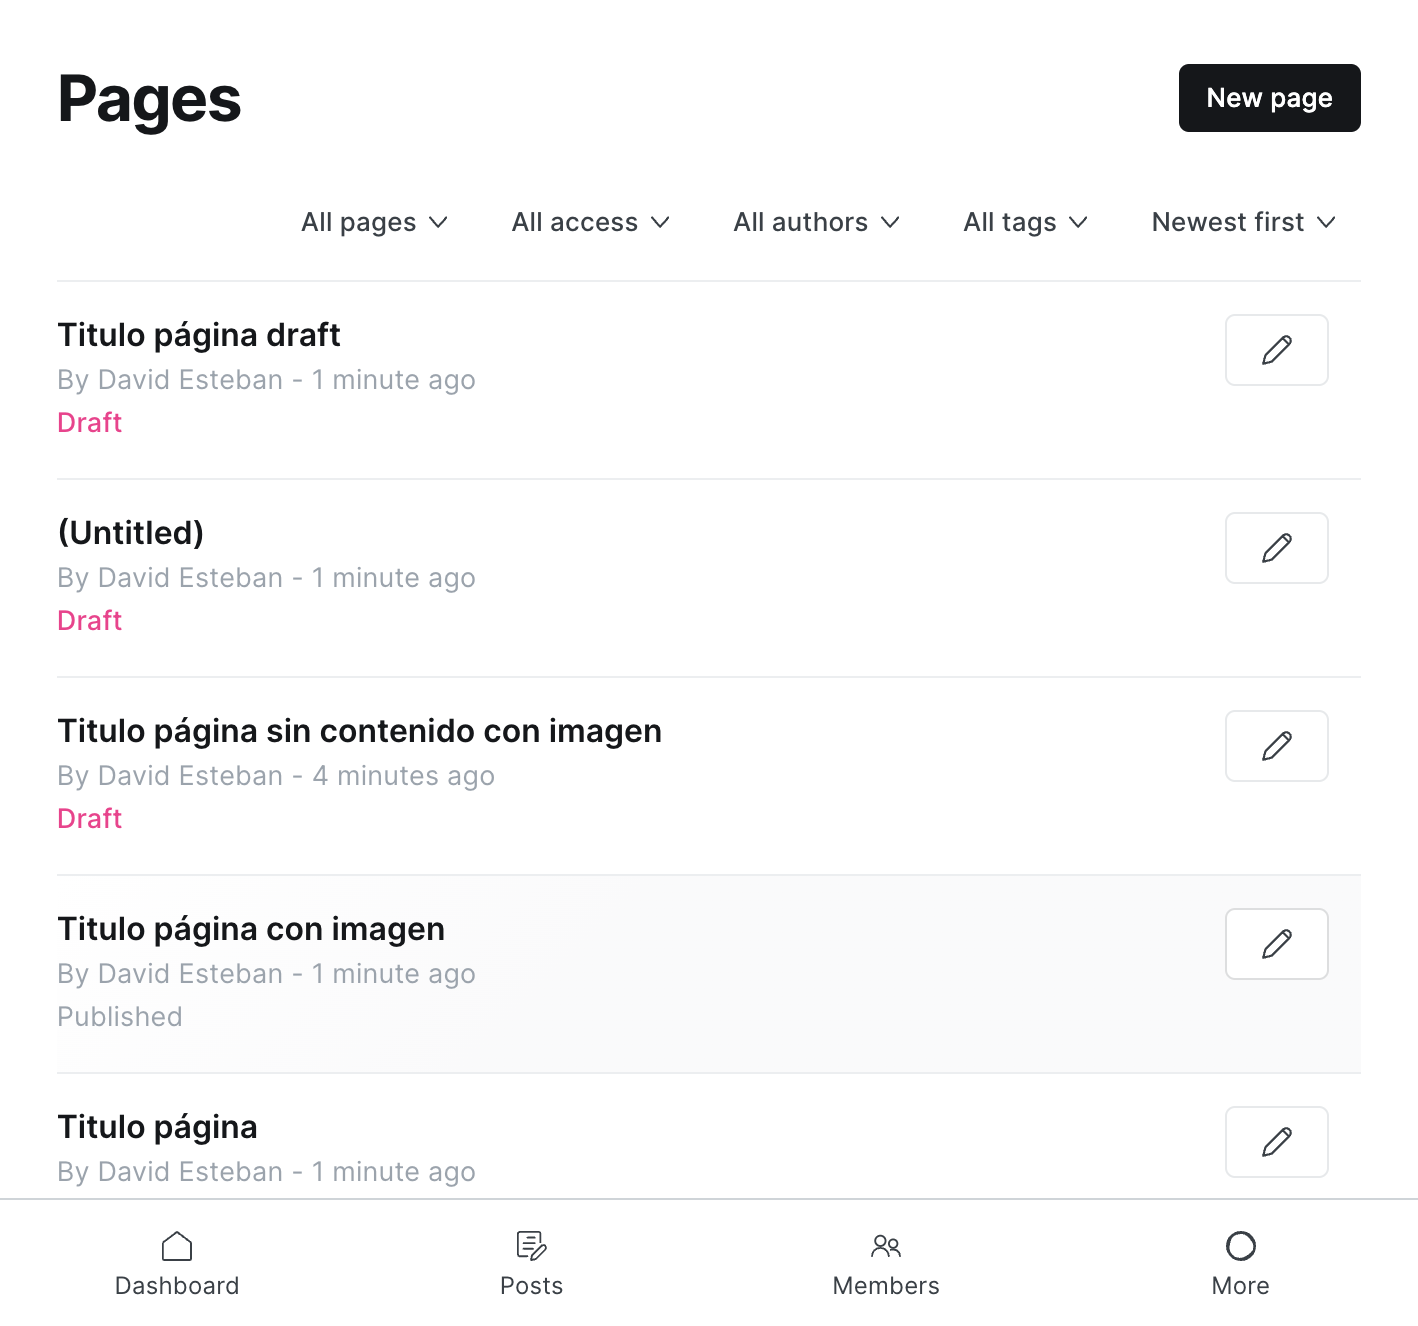 Pages
New page
All pages All access All authors All tags Newest first
Titulo página draft
By David Esteban - 1 minute ago
Draft
(Untitled)
By David Esteban - 1 minute ago
Draft
Titulo página sin contenido con imagen
By David Esteban - 4 minutes ago
Draft
Titulo página con imagen
By David Esteban - 1 minute ago
Published
Titulo página
By David Esteban - 1 minute ago
Dashboard Posts Members More